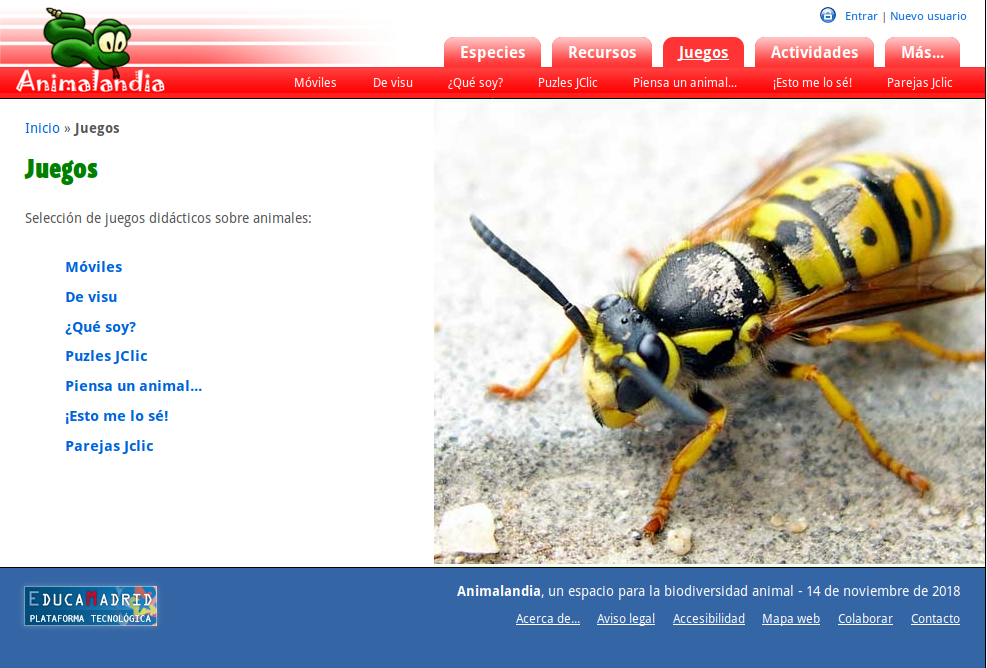 Entrar | Nuevo usuario
Animalandia
Especies Recursos Juegos Actividades Más...
Móviles De visu ¿Qué soy? Puzles JClic Piensa un animal... ¡Esto me lo sé! Parejas Jclic
Inicio » Juegos
Juegos
Selección de juegos didácticos sobre animales:
Móviles
De visu
¿Qué soy?
Puzles JClic
Piensa un animal...
¡Esto me lo sé!
Parejas Jclic
EDUCAMADRID
PLATAFORMA TECNOLÓGICA
Animalandia, un espacio para la biodiversidad animal - 14 de noviembre de 2018
Acerca de... Aviso legal Accesibilidad Mapa web Colaborar Contacto